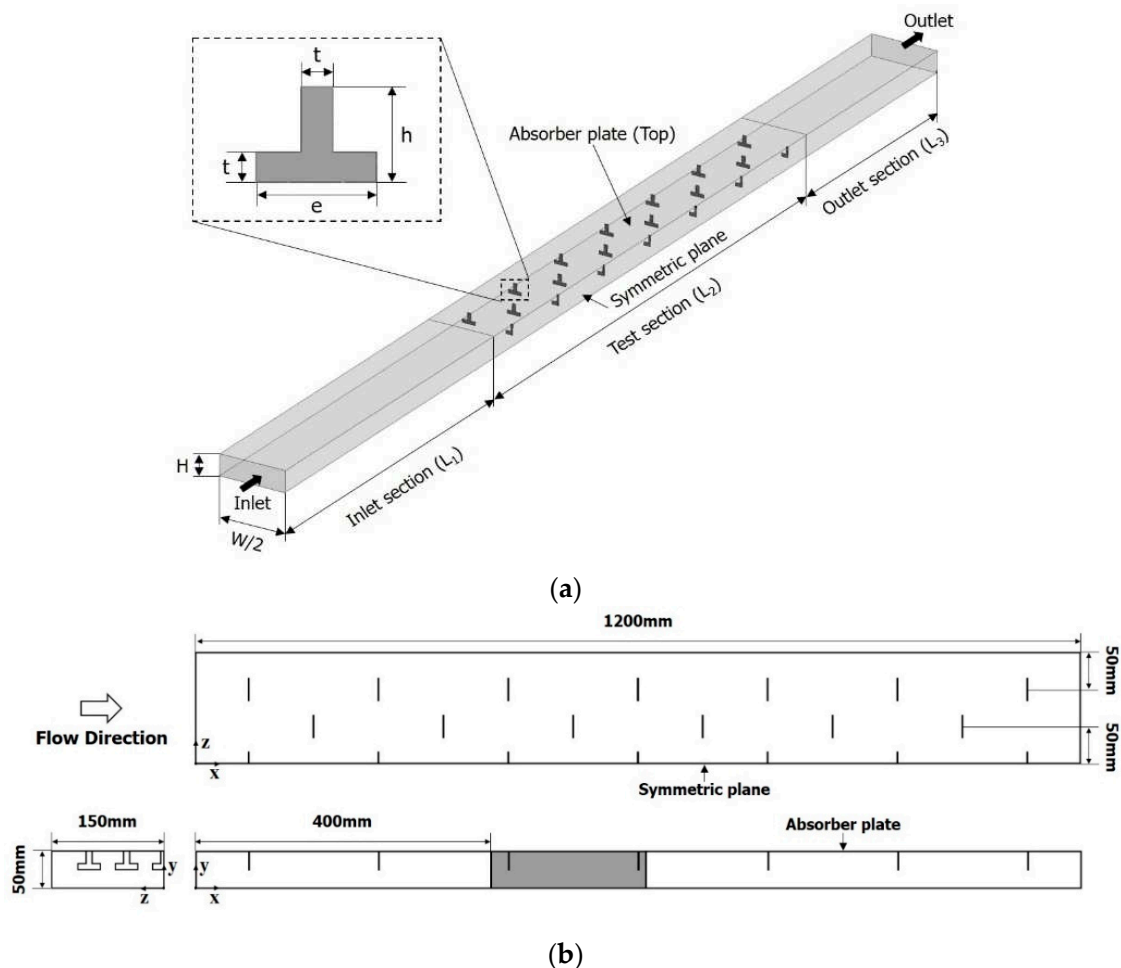 Outlet
t
h
t
e
Absorber plate (Top)
Outlet section (L₃)
Symmetric plane
Test section (L₂)
H
Inlet
Inlet section (L₁)
W/2
(a)
1200mm
50mm
Flow Direction
z
x
50mm
Symmetric plane
150mm
400mm
Absorber plate
50mm
y
y
z
x
(b)